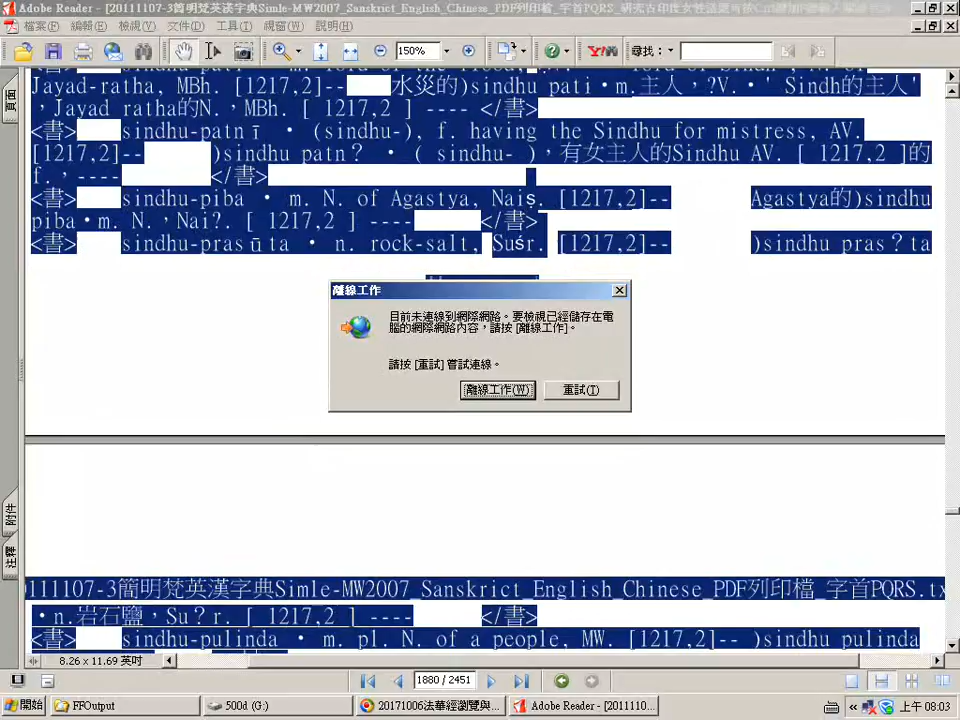 Adobe Reader - [20111107-3簡明梵英漢字典Simle-MW2007_Sanskrict_English_Chinese_PDF列印檔_字首PQRS_
檔案(F) 編輯(E) 檢視(V) 文件(D) 工具(T) 視窗(W) 說明(H)
150% 尋找：
頁面
Jayad-ratha, MBh. [1217,2]-- 水災的)sindhu pati‧m.主人，?V.‧ Sindh的主人'
，Jayad ratha的N.，MBh. [ 1217,2 ] ---- </書>
<書> sindhu-patnī ‧ (sindhu-), f. having the Sindhu for mistress, AV.
[1217,2]-- )sindhu patn？ ‧ ( sindhu- )，有女主人的Sindhu AV. [ 1217,2 ]的
f.，---- </書>
<書> sindhu-piba ‧ m. N. of Agastya, Naiṣ. [1217,2]-- Agastya的)sindhu
piba‧m. N.，Nai?. [ 1217,2 ] ---- </書>
<書> sindhu-prasūta ‧ n. rock-salt, Suśr. [1217,2]-- )sindhu pras？ta
離線工作
目前未連線到網際網路。要檢視已經儲存在電
腦的網際網路內容，請按 [離線工作]。
請按 [重試] 嘗試連線。
離線工作(W) 重試(T)
附件
註釋
0111107-3簡明梵英漢字典Simle-MW2007_Sanskrict_English_Chinese_PDF列印檔_字首PQRS.tx
‧n.岩石鹽，Su？r. [ 1217,2 ] ---- </書>
<書> sindhu-pulinda ‧ m. pl. N. of a people, MW. [1217,2]-- )sindhu pulinda
8.26 x 11.69 英吋
1880 / 2451
開始 FFOutput 500d (G:) 20171006法華經瀏覽與... Adobe Reader - [2011110... 上午 08:03